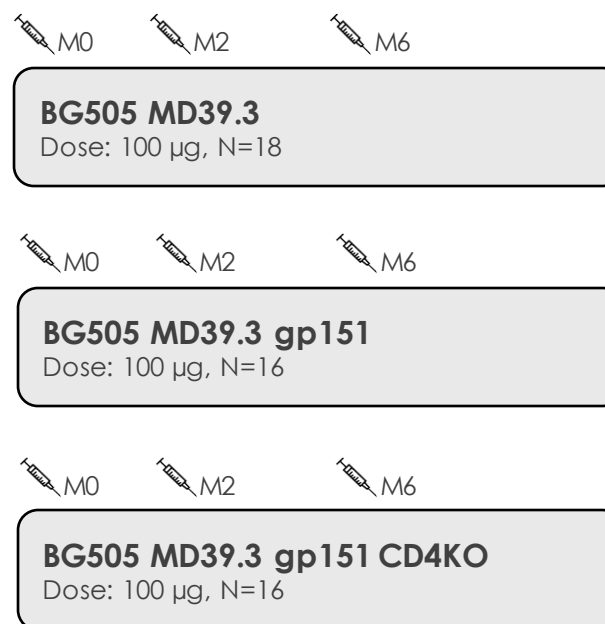 M0 M2 M6
BG505 MD39.3
Dose: 100 µg, N=18
M0 M2 M6
BG505 MD39.3 gp151
Dose: 100 µg, N=16
M0 M2 M6
BG505 MD39.3 gp151 CD4KO
Dose: 100 µg, N=16